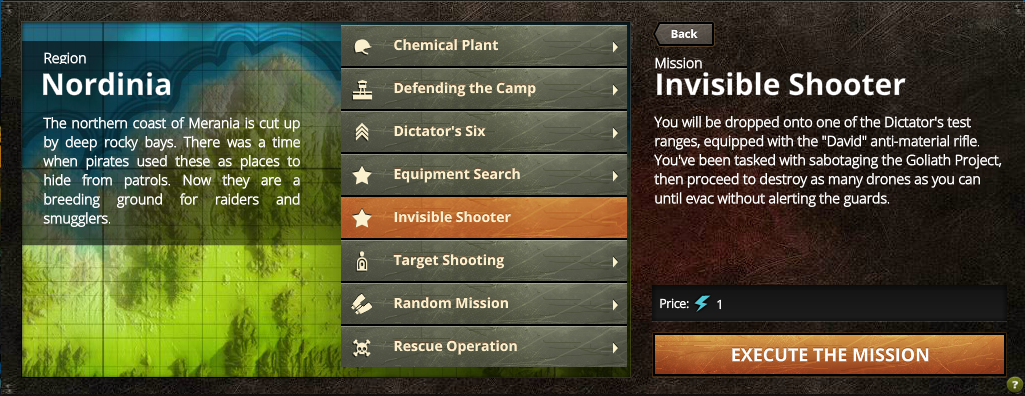 Region
Nordinia
The northern coast of Merania is cut up
by deep rocky bays. There was a time
when pirates used these as places to
hide from patrols. Now they are a
breeding ground for raiders and
smugglers.
Chemical Plant
Defending the Camp
Dictator's Six
Equipment Search
Invisible Shooter
Target Shooting
Random Mission
Rescue Operation
Back
Mission
Invisible Shooter
You will be dropped onto one of the Dictator's test
ranges, equipped with the "David" anti-material rifle.
You've been tasked with sabotaging the Goliath Project,
then proceed to destroy as many drones as you can
until evac without alerting the guards.
Price: 1
EXECUTE THE MISSION
?